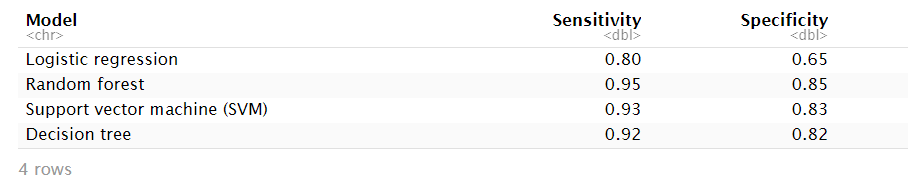 Model Sensitivity Specificity
<chr> <dbl> <dbl>
Logistic regression 0.80 0.65
Random forest 0.95 0.85
Support vector machine (SVM) 0.93 0.83
Decision tree 0.92 0.82
4 rows